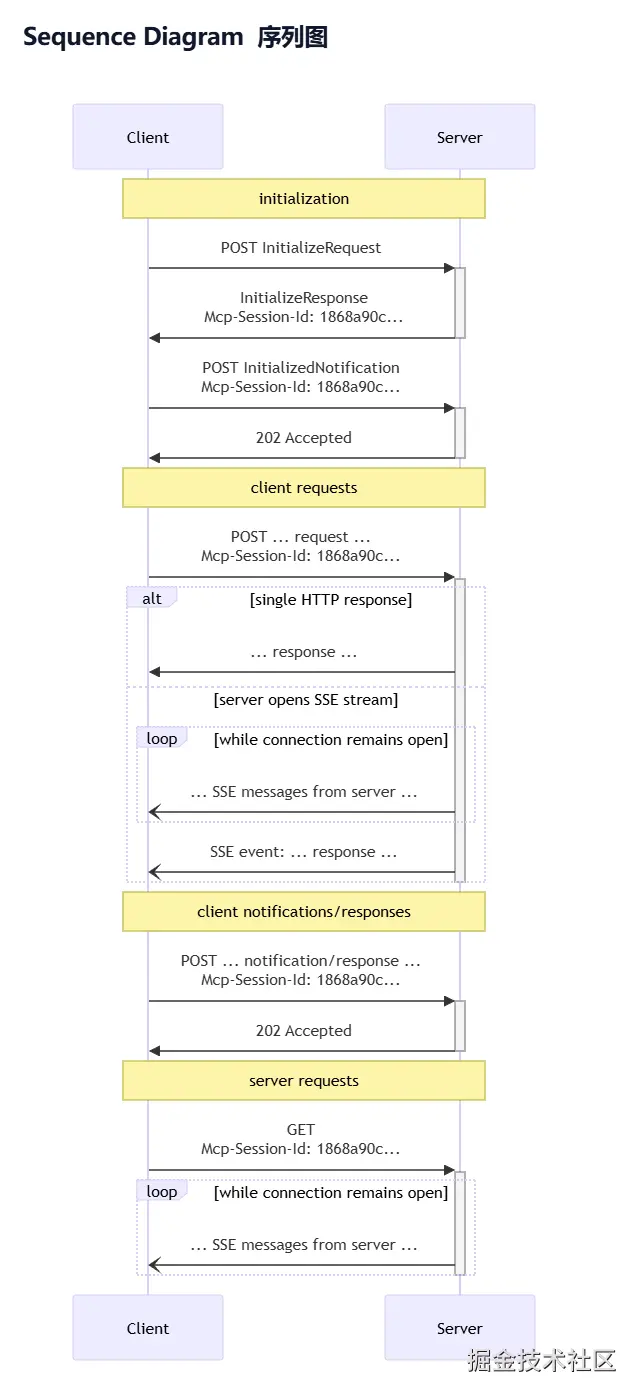 Sequence Diagram 序列图
Client
Server
initialization
POST InitializeRequest
InitializeResponse
Mcp-Session-Id: 1868a90c...
POST InitializedNotification
Mcp-Session-Id: 1868a90c...
202 Accepted
client requests
POST ... request ...
Mcp-Session-Id: 1868a90c...
alt
[single HTTP response]
... response ...
[server opens SSE stream]
loop
[while connection remains open]
... SSE messages from server ...
SSE event: ... response ...
client notifications/responses
POST ... notification/response ...
Mcp-Session-Id: 1868a90c...
202 Accepted
server requests
GET
Mcp-Session-Id: 1868a90c...
loop
[while connection remains open]
... SSE messages from server ...
Client
Server
掘金技术社区